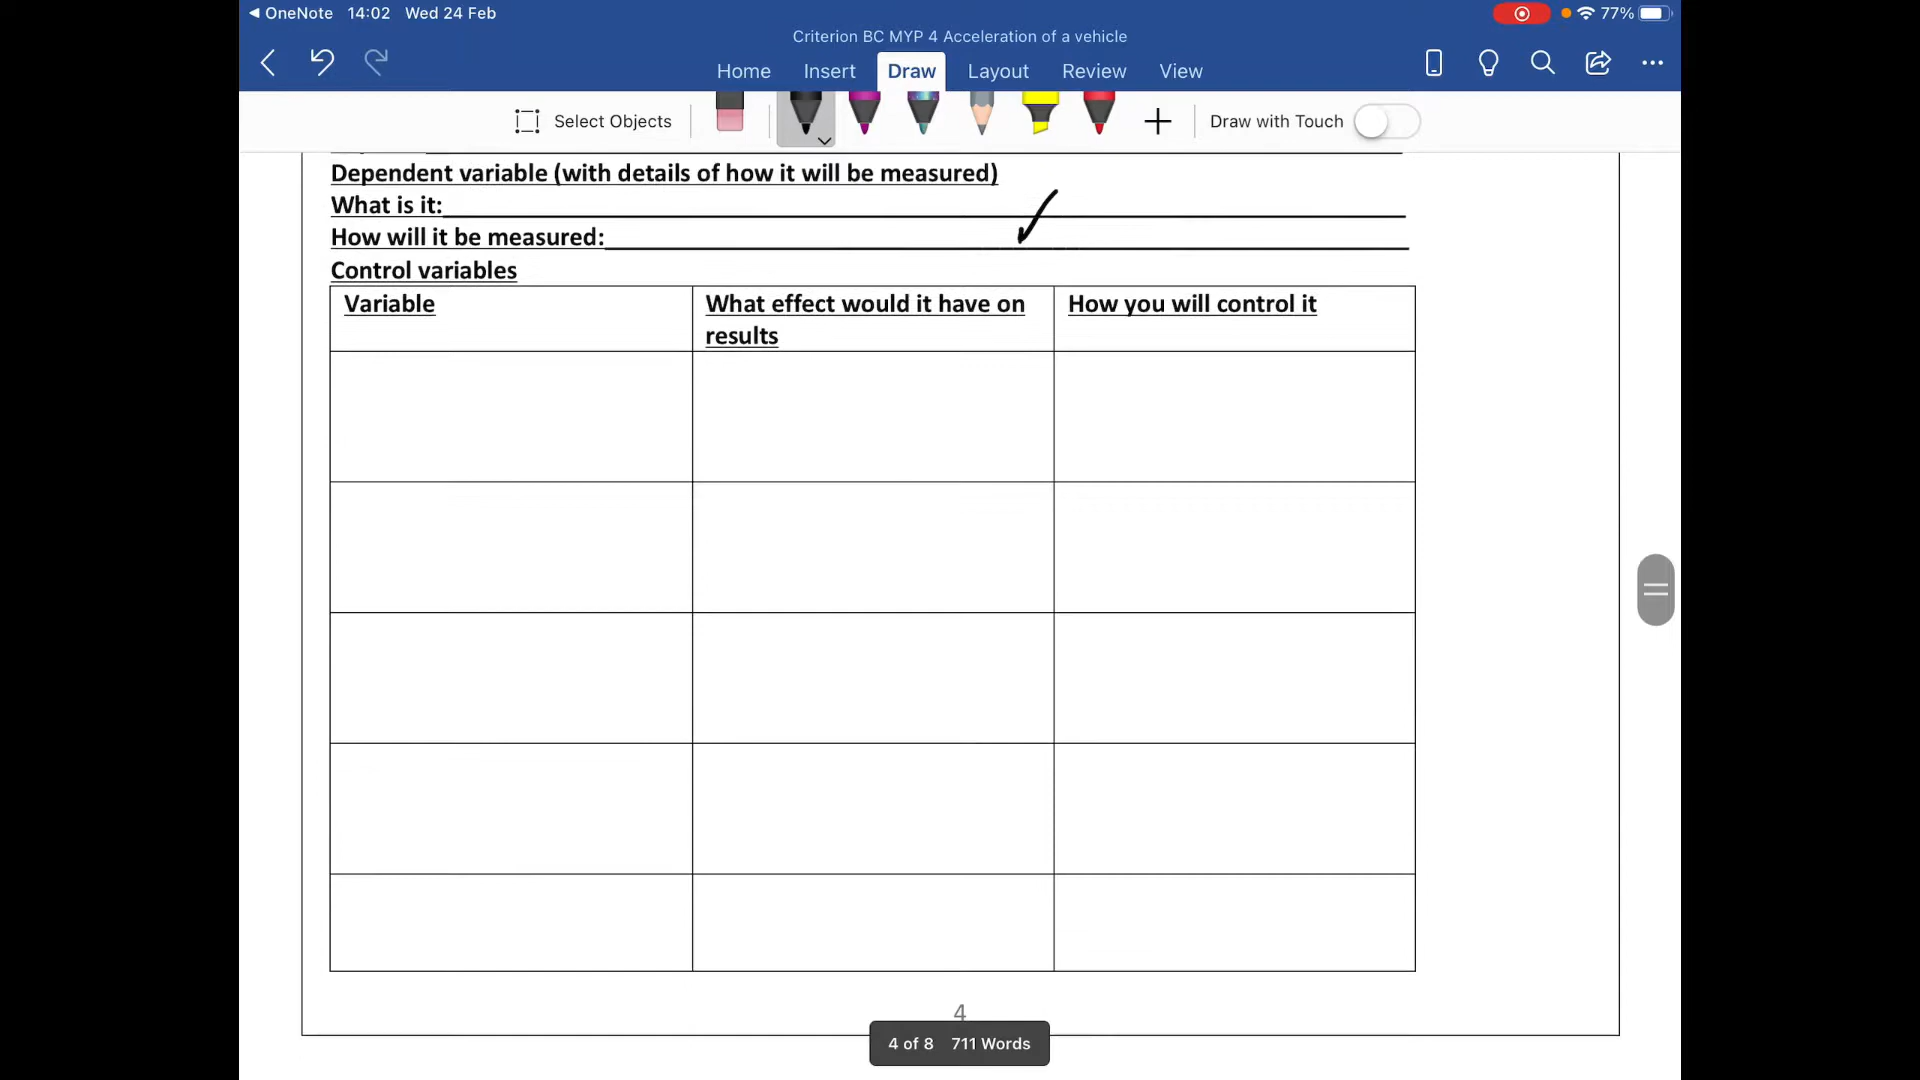 OneNote 14:02 Wed 24 Feb
77%
Criterion BC MYP 4 Acceleration of a vehicle
Home Insert Draw Layout Review View
Select Objects
Draw with Touch
Dependent variable (with details of how it will be measured)
What is it:
How will it be measured:
Control variables
Variable
What effect would it have on
results
How you will control it
4
4 of 8 711 Words